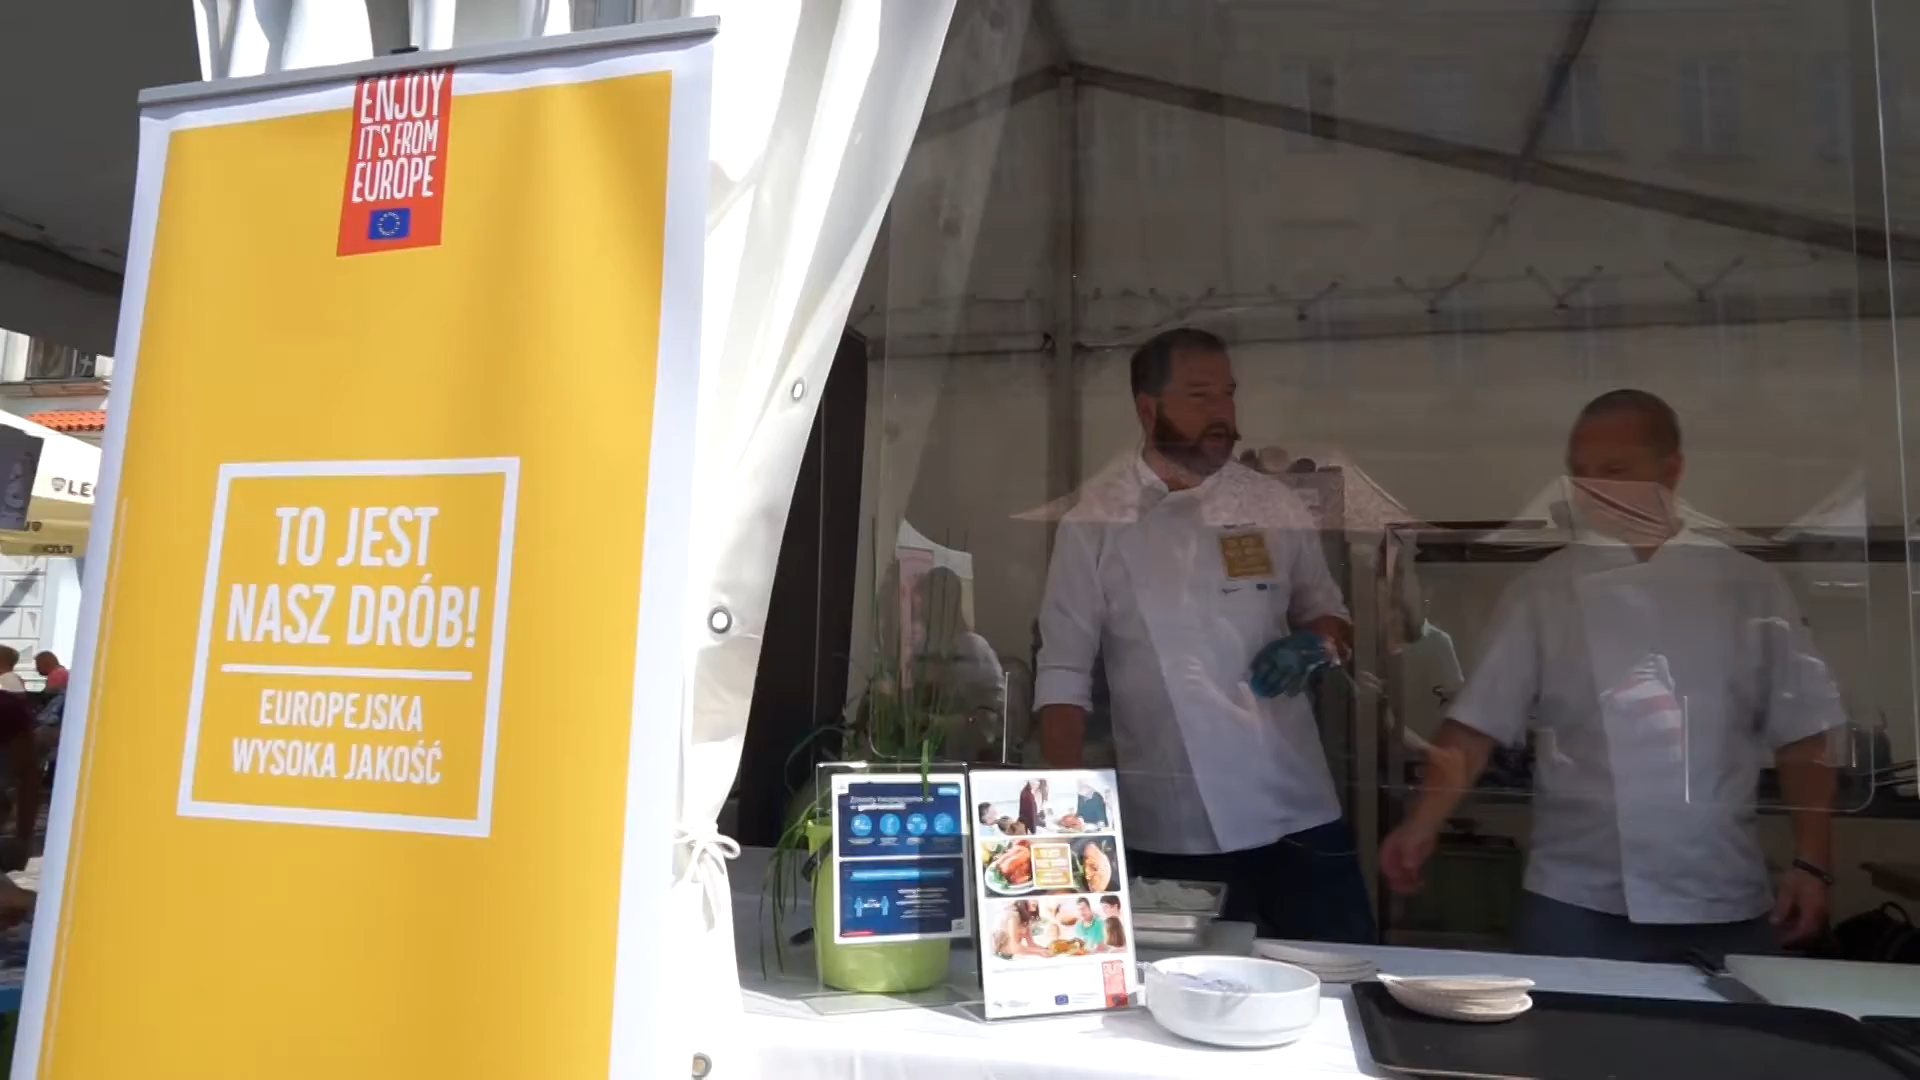 ENJOY
IT'S FROM
EUROPE
TO JEST
NASZ DRÓB!
EUROPEJSKA
WYSOKA JAKOŚĆ